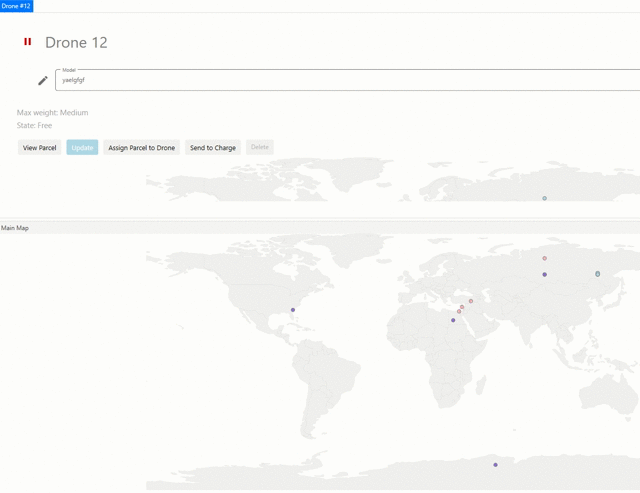 Drone #12
Drone 12
Model
yaelgfgf
Max weight: Medium
State: Free
View Parcel
Update
Assign Parcel to Drone
Send to Charge
Delete
Main Map